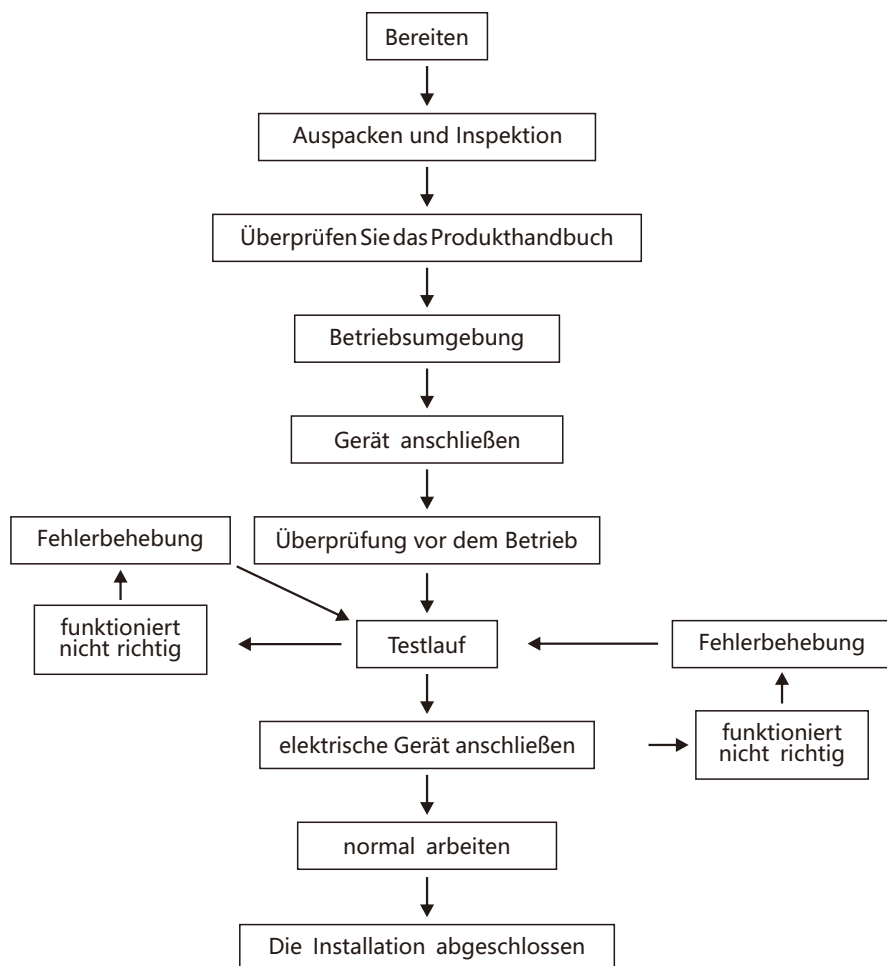 Bereiten
Auspacken und Inspektion
Überprüfen Sie das Produkthandbuch
Betriebsumgebung
Gerät anschließen
Fehlerbehebung
Überprüfung vor dem Betrieb
funktioniert
nicht richtig
Testlauf
Fehlerbehebung
elektrische Gerät anschließen
funktioniert
nicht richtig
normal arbeiten
Die Installation abgeschlossen